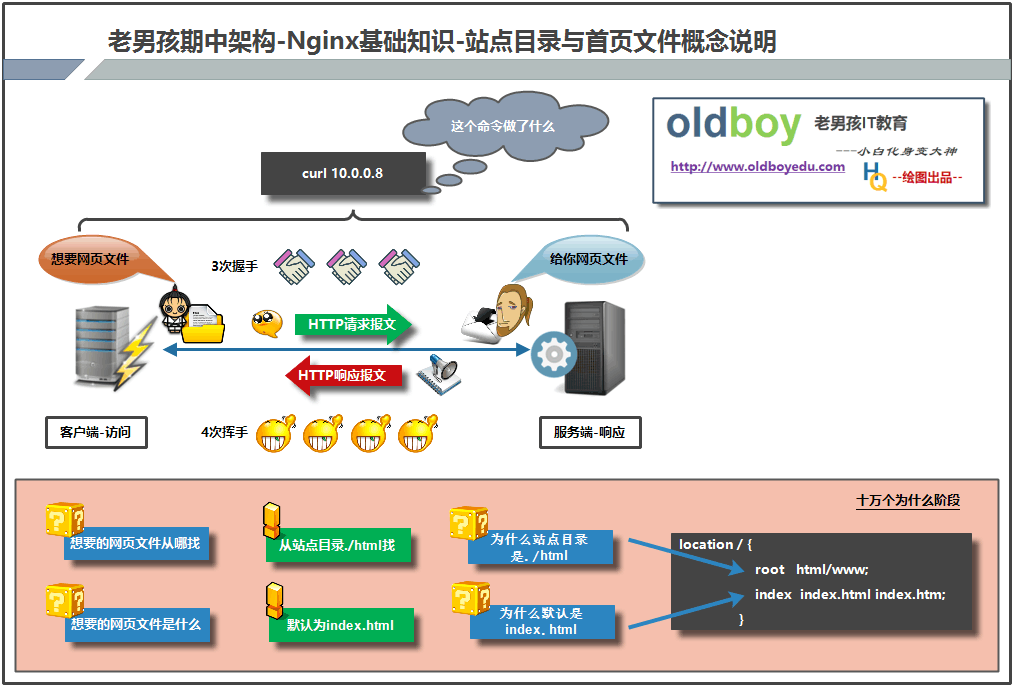 老男孩期中架构-Nginx基础知识-站点目录与首页文件概念说明
这个命令做了什么
curl 10.0.0.8
oldboy 老男孩IT教育
---小白化身变大神
http://www.oldboyedu.com
HQ --绘图出品--
想要网页文件
3次握手
给你网页文件
HTTP请求报文
HTTP响应报文
客户端-访问
4次挥手
服务端-响应
十万个为什么阶段
想要的网页文件从哪找
从站点目录./html找
为什么站点目录
是./html
想要的网页文件是什么
默认为index.html
为什么默认是
index.html
location / {
root html/www;
index index.html index.htm;
}